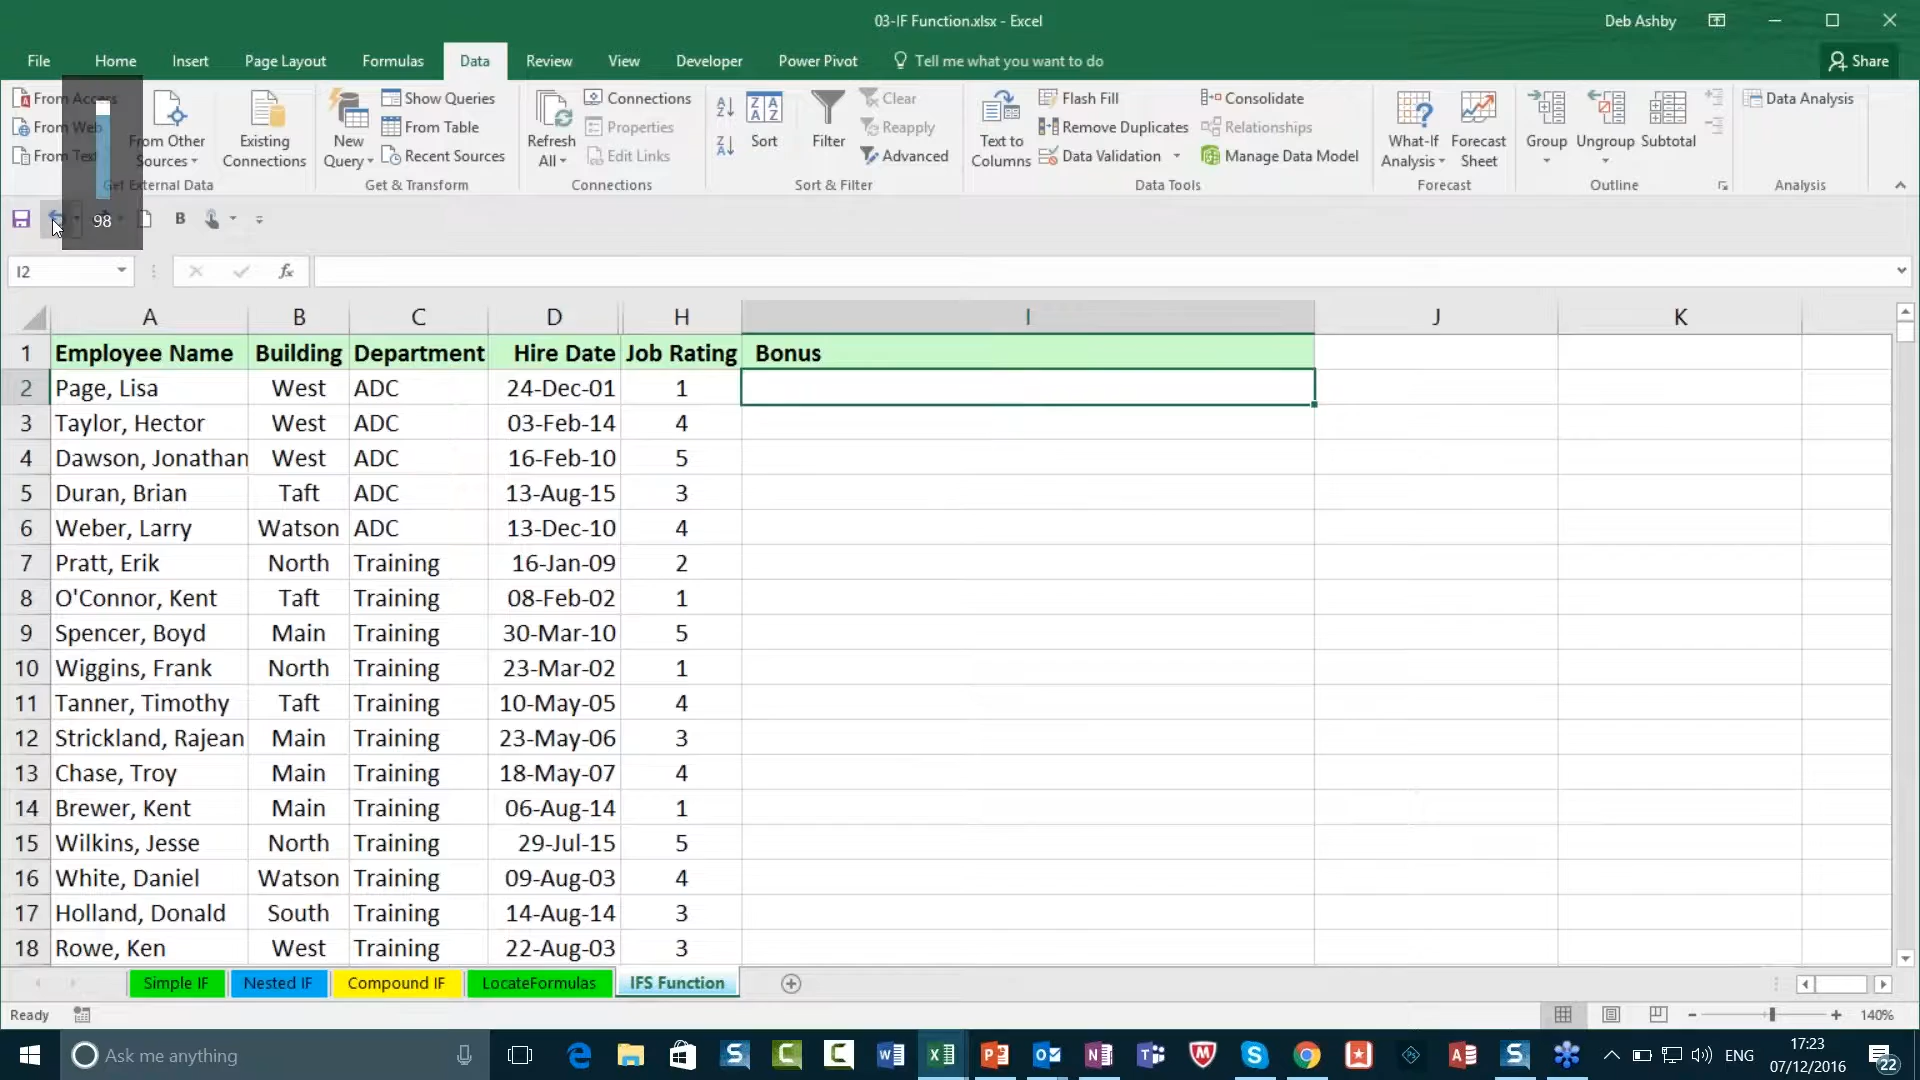 03-IF Function.xlsx - Excel
Deb Ashby
File Home Insert Page Layout Formulas Data Review View Developer Power Pivot Tell me what you want to do Share
From Access
From Web
From Text
From Other Sources
Existing Connections
Get External Data
New Query
Show Queries
From Table
Recent Sources
Get & Transform
Refresh All
Connections
Properties
Edit Links
Connections
Sort
Filter
Clear
Reapply
Advanced
Sort & Filter
Text to Columns
Flash Fill
Remove Duplicates
Data Validation
Consolidate
Relationships
Manage Data Model
Data Tools
What-If Analysis
Forecast Sheet
Forecast
Group
Ungroup
Subtotal
Outline
Data Analysis
Analysis
98
B
I2
fx
A B C D H I J K
1 Employee Name Building Department Hire Date Job Rating Bonus
2 Page, Lisa West ADC 24-Dec-01 1
3 Taylor, Hector West ADC 03-Feb-14 4
4 Dawson, Jonathan West ADC 16-Feb-10 5
5 Duran, Brian Taft ADC 13-Aug-15 3
6 Weber, Larry Watson ADC 13-Dec-10 4
7 Pratt, Erik North Training 16-Jan-09 2
8 O'Connor, Kent Taft Training 08-Feb-02 1
9 Spencer, Boyd Main Training 30-Mar-10 5
10 Wiggins, Frank North Training 23-Mar-02 1
11 Tanner, Timothy Taft Training 10-May-05 4
12 Strickland, Rajean Main Training 23-May-06 3
13 Chase, Troy Main Training 18-May-07 4
14 Brewer, Kent Main Training 06-Aug-14 1
15 Wilkins, Jesse North Training 29-Jul-15 5
16 White, Daniel Watson Training 09-Aug-03 4
17 Holland, Donald South Training 14-Aug-14 3
18 Rowe, Ken West Training 22-Aug-03 3
Simple IF Nested IF Compound IF LocateFormulas IFS Function
Ready
140%
Ask me anything
ENG
17:23
07/12/2016
22